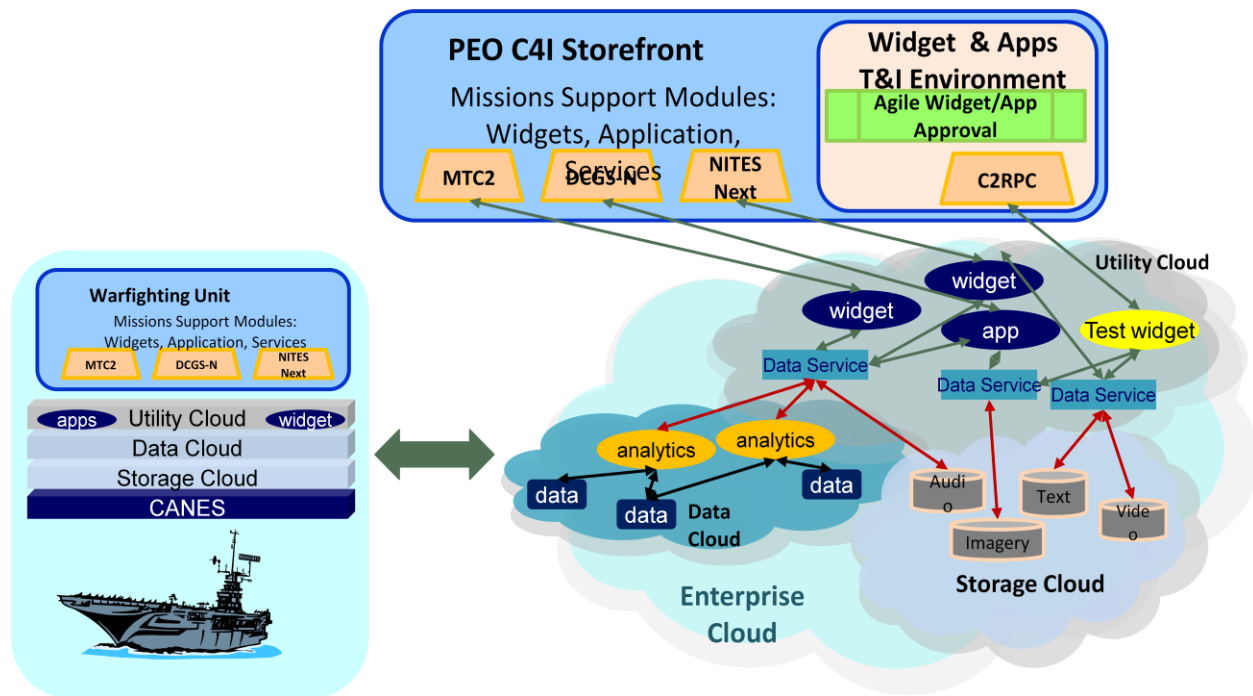 PEO C4I Storefront
Missions Support Modules:
Widgets, Application,
Services
MTC2
DCGS-N
NITES
Next
Widget & Apps
T&I Environment
Agile Widget/App
Approval
C2RPC
Warfighting Unit
Missions Support Modules:
Widgets, Application, Services
MTC2
DCGS-N
NITES
Next
apps
Utility Cloud
widget
Data Cloud
Storage Cloud
CANES
Utility Cloud
widget
widget
app
Test widget
Data Service
Data Service
Data Service
analytics
analytics
data
data
data
Data
Cloud
Audi
o
Text
Vide
o
Imagery
Storage Cloud
Enterprise
Cloud